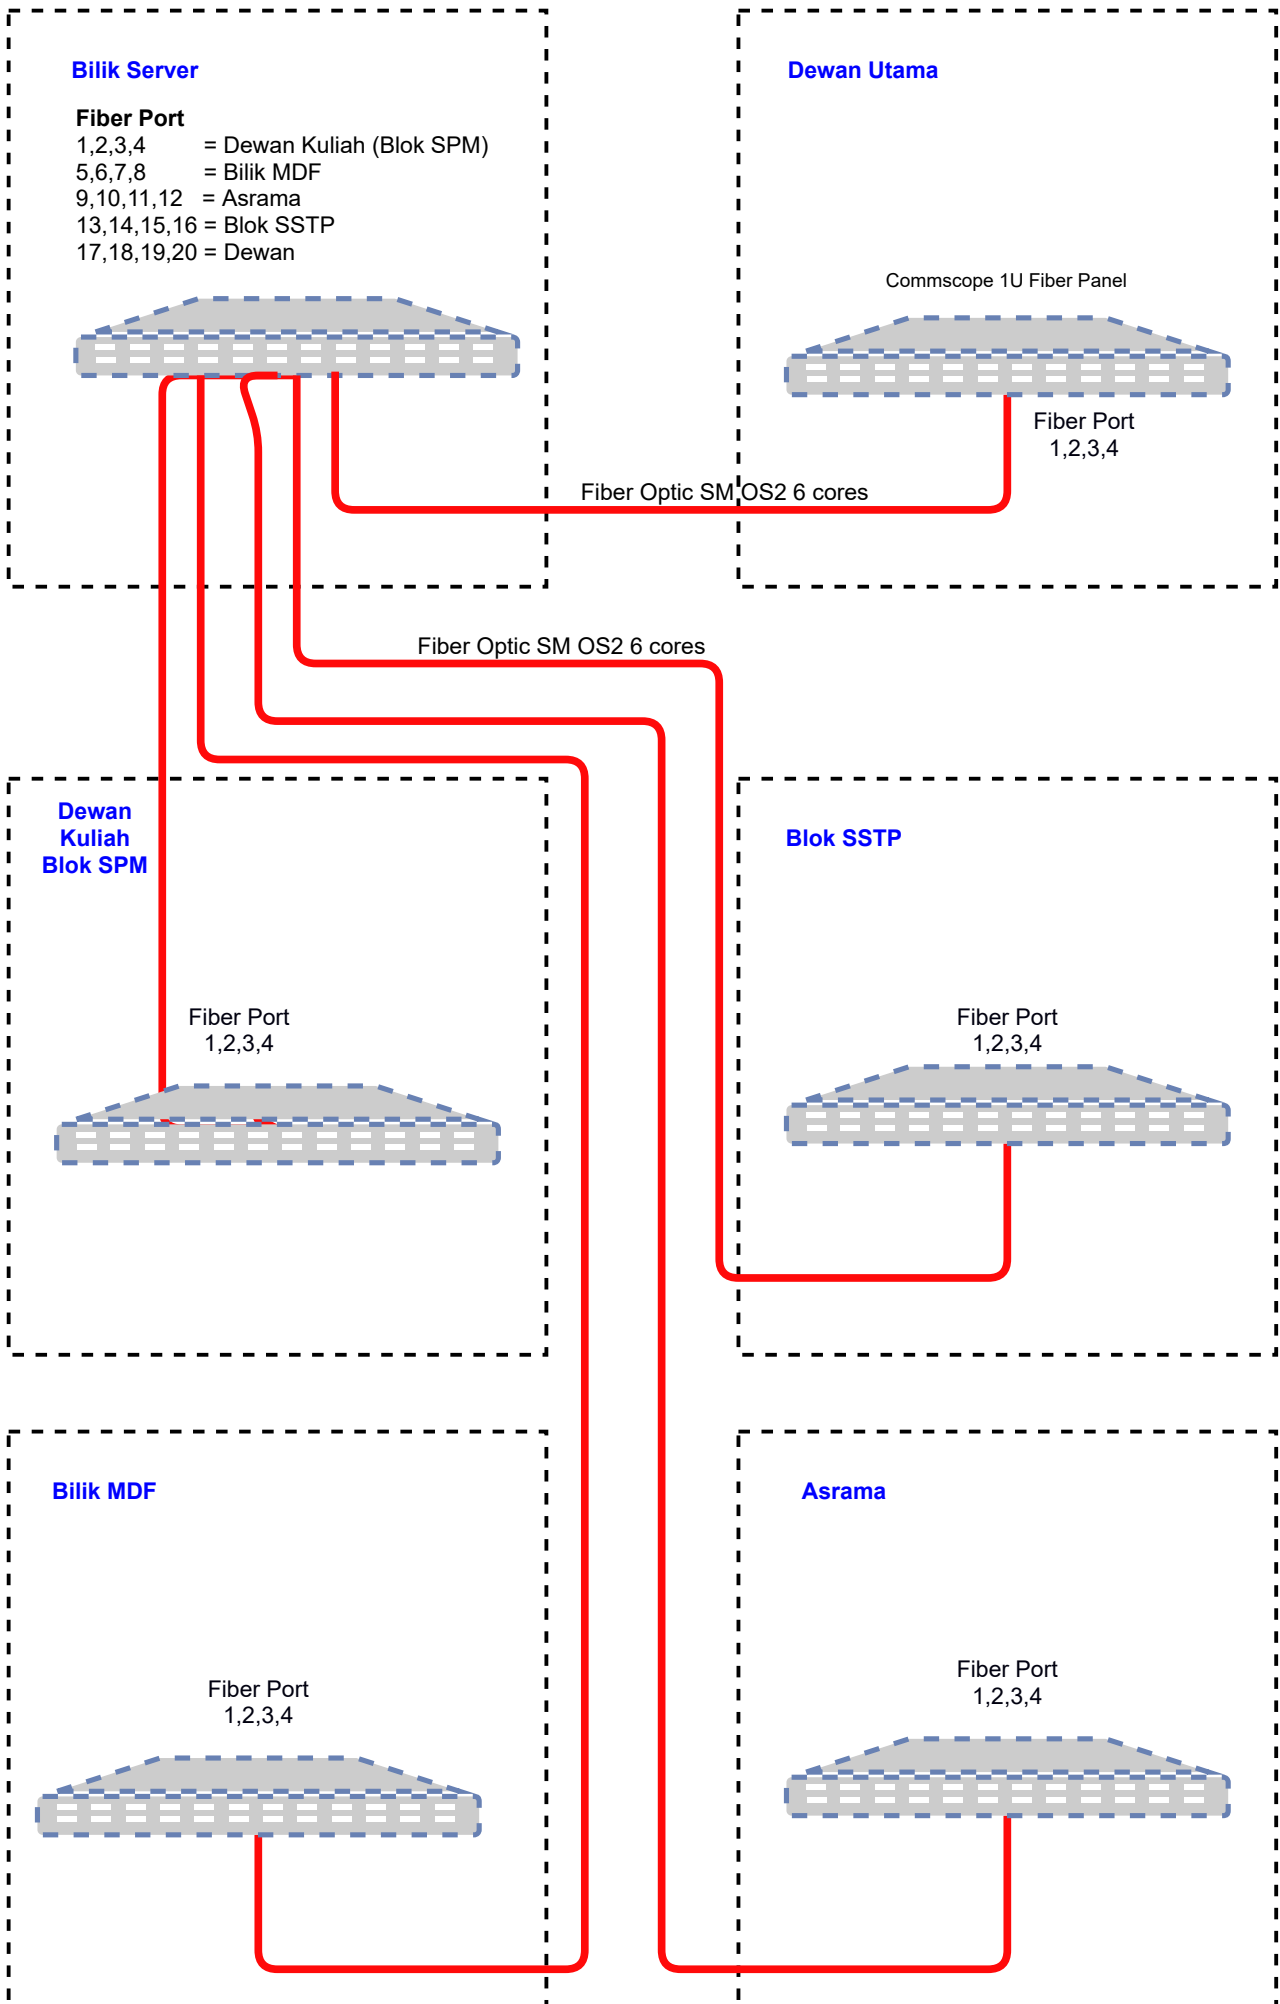 Bilik Server
Fiber Port
1,2,3,4 = Dewan Kuliah (Blok SPM)
5,6,7,8 = Bilik MDF
9,10,11,12 = Asrama
13,14,15,16 = Blok SSTP
17,18,19,20 = Dewan
Dewan Utama
Commscope 1U Fiber Panel
Fiber Port
1,2,3,4
Fiber Optic SM OS2 6 cores
Fiber Optic SM OS2 6 cores
Dewan
Kuliah
Blok SPM
Fiber Port
1,2,3,4
Blok SSTP
Fiber Port
1,2,3,4
Bilik MDF
Fiber Port
1,2,3,4
Asrama
Fiber Port
1,2,3,4